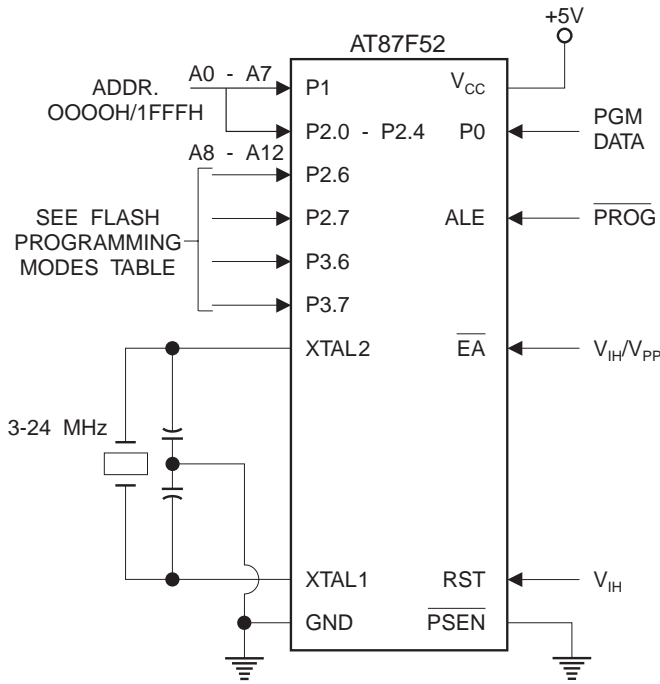 +5V
AT87F52
A0 - A7
ADDR.
OOOOH/1FFFH
P1
VCC
P2.0 - P2.4
P0
PGM
DATA
A8 - A12
P2.6
SEE FLASH
PROGRAMMING
MODES TABLE
P2.7
ALE
PROG
P3.6
P3.7
XTAL2
EA
VIH/VPP
3-24 MHz
XTAL1
RST
VIH
GND
PSEN